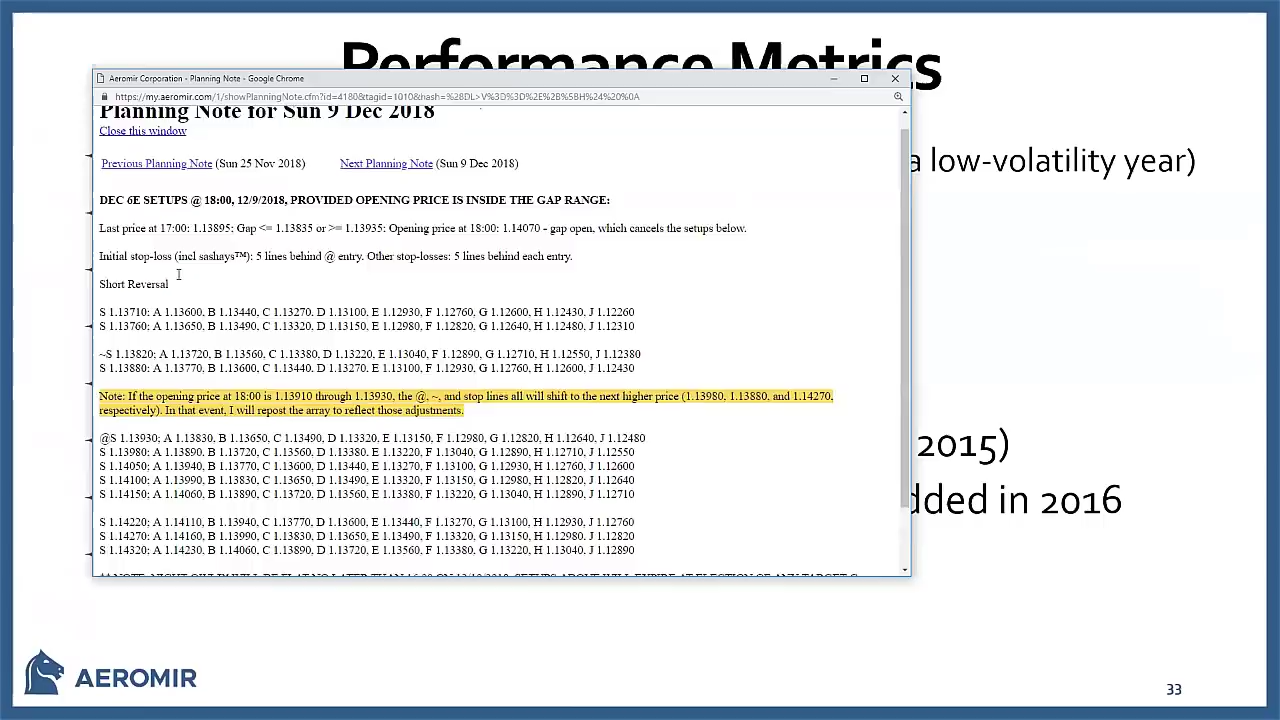 Performance Metrics
Aeromir Corporation - Planning Note - Google Chrome
https://my.aeromir.com/1/showPlanningNote.cfm?id=4180&tagid=1010&hash=%28DL>V%3D%3D%2E%2B%5BH%24%20%0A
Planning Note for Sun 9 Dec 2018
Close this window
a low-volatility year)
Previous Planning Note (Sun 25 Nov 2018) Next Planning Note (Sun 9 Dec 2018)
DEC 6E SETUPS @ 18:00, 12/9/2018, PROVIDED OPENING PRICE IS INSIDE THE GAP RANGE:
Last price at 17:00: 1.13895: Gap <= 1.13835 or >= 1.13935: Opening price at 18:00: 1.14070 - gap open, which cancels the setups below.
Initial stop-loss (incl sashays™): 5 lines behind @ entry. Other stop-losses: 5 lines behind each entry.
Short Reversal
S 1.13710: A 1.13600, B 1.13440, C 1.13270, D 1.13100, E 1.12930, F 1.12760, G 1.12600, H 1.12430, J 1.12260
S 1.13760: A 1.13650, B 1.13490, C 1.13320, D 1.13150, E 1.12980, F 1.12820, G 1.12640, H 1.12480, J 1.12310
~S 1.13820; A 1.13720, B 1.13560, C 1.13380, D 1.13220, E 1.13040, F 1.12890, G 1.12710, H 1.12550, J 1.12380
S 1.13880: A 1.13770, B 1.13600, C 1.13440, D 1.13270, E 1.13100, F 1.12930, G 1.12760, H 1.12600, J 1.12430
Note: If the opening price at 18:00 is 1.13910 through 1.13930, the @, ~, and stop lines all will shift to the next higher price (1.13980, 1.13880, and 1.14270,
respectively). In that event, I will repost the array to reflect those adjustments.
@S 1.13930; A 1.13830, B 1.13650, C 1.13490, D 1.13320, E 1.13150, F 1.12980, G 1.12820, H 1.12640, J 1.12480
2015)
S 1.13980, A 1.13890, B 1.13720, C 1.13560, D 1.13380, E 1.13220, F 1.13040, G 1.12890, H 1.12710, J 1.12550
S 1.14050; A 1.13940, B 1.13770, C 1.13600, D 1.13440, E 1.13270, F 1.13100, G 1.12930, H 1.12760, J 1.12600
S 1.14100; A 1.13990, B 1.13830, C 1.13650, D 1.13490, E 1.13320, F 1.13150, G 1.12980, H 1.12820, J 1.12640
S 1.14150; A 1.14060, B 1.13890, C 1.13720, D 1.13560, E 1.13380, F 1.13220, G 1.13040, H 1.12890, J 1.12710
dded in 2016
S 1.14220; A 1.14110, B 1.13940, C 1.13770, D 1.13600, E 1.13440, F 1.13270, G 1.13100, H 1.12930, J 1.12760
S 1.14270: A 1.14160, B 1.13990, C 1.13830, D 1.13650, E 1.13490, F 1.13320, G 1.13150, H 1.12980, J 1.12820
S 1.14320; A 1.14230, B 1.14060, C 1.13890, D 1.13720, E 1.13560, F 1.13380, G 1.13220, H 1.13040, J 1.12890
AEROMIR
33